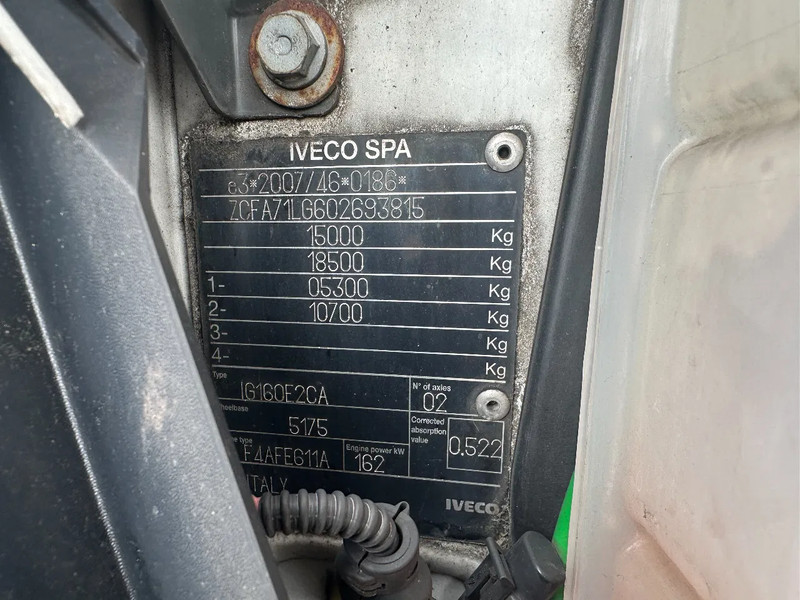 IVECO SPA
e3*2007/46*0186*
ZCFA71LG602693815
15000 Kg
18500 Kg
1- 05300 Kg
2- 10700 Kg
3- Kg
4- Kg
Type
N° of axles
IG160E2CA 02
5175
Corrected absorption value
0.522
Engine power kW
F4AFE611A 162
ITALY
IVECO